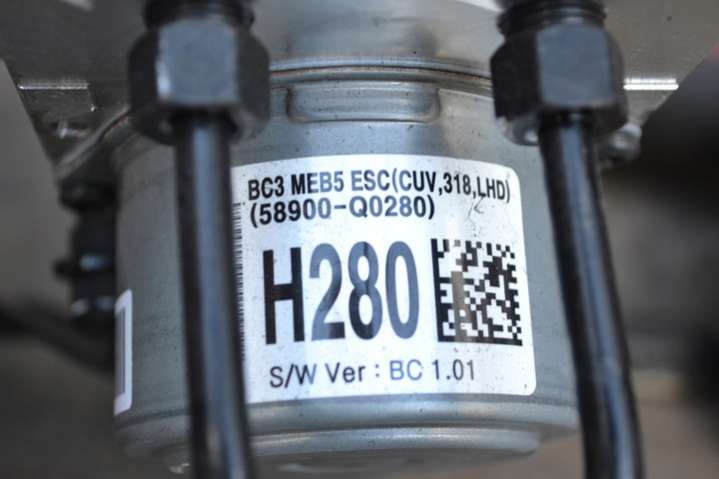 BC3 MEB5 ESC(CUV,318,LHD)
(58900-Q0280)
H280
S/W Ver : BC 1.01